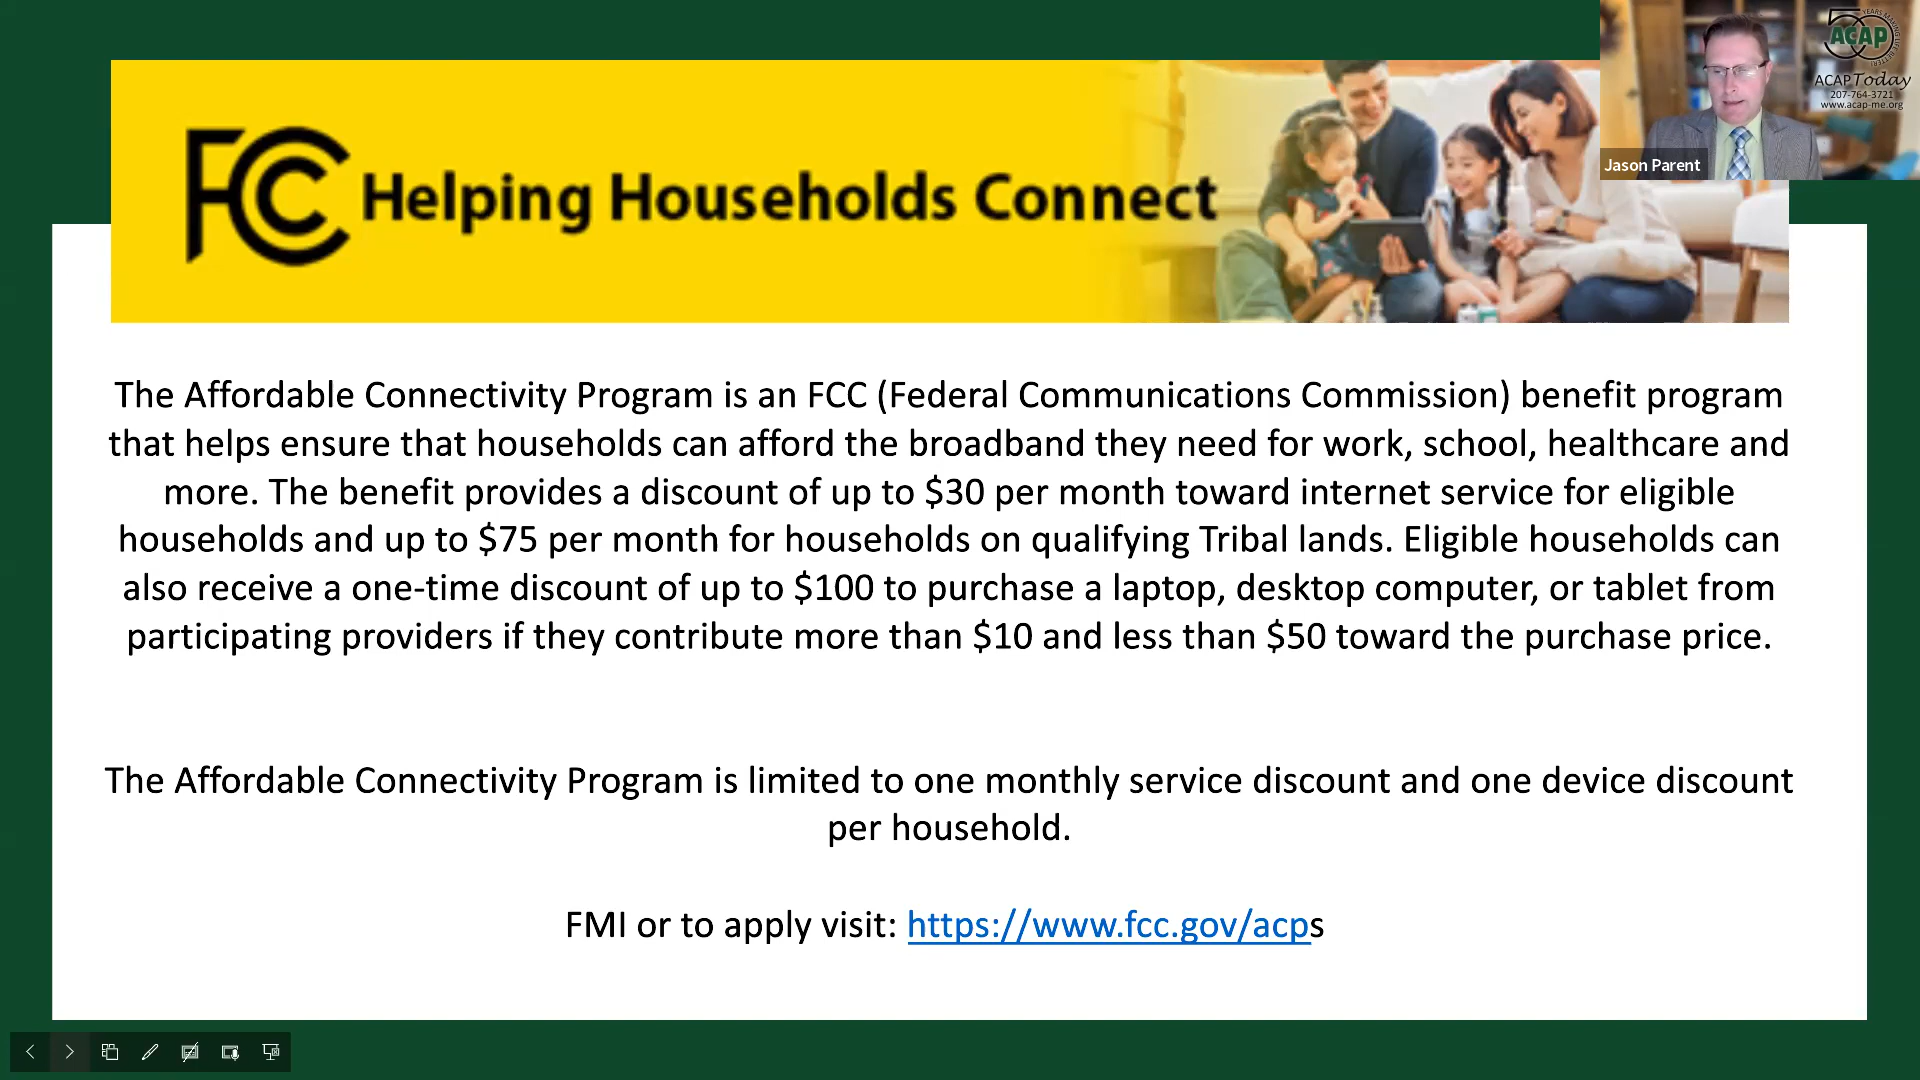 FCC Helping Households Connect
50 YEARS MAKING LIFE BETTER!
ACAP
ACAPToday
207-764-3721
www.acap-me.org
Jason Parent
The Affordable Connectivity Program is an FCC (Federal Communications Commission) benefit program
that helps ensure that households can afford the broadband they need for work, school, healthcare and
more. The benefit provides a discount of up to $30 per month toward internet service for eligible
households and up to $75 per month for households on qualifying Tribal lands. Eligible households can
also receive a one-time discount of up to $100 to purchase a laptop, desktop computer, or tablet from
participating providers if they contribute more than $10 and less than $50 toward the purchase price.
The Affordable Connectivity Program is limited to one monthly service discount and one device discount
per household.
FMI or to apply visit: https://www.fcc.gov/acps